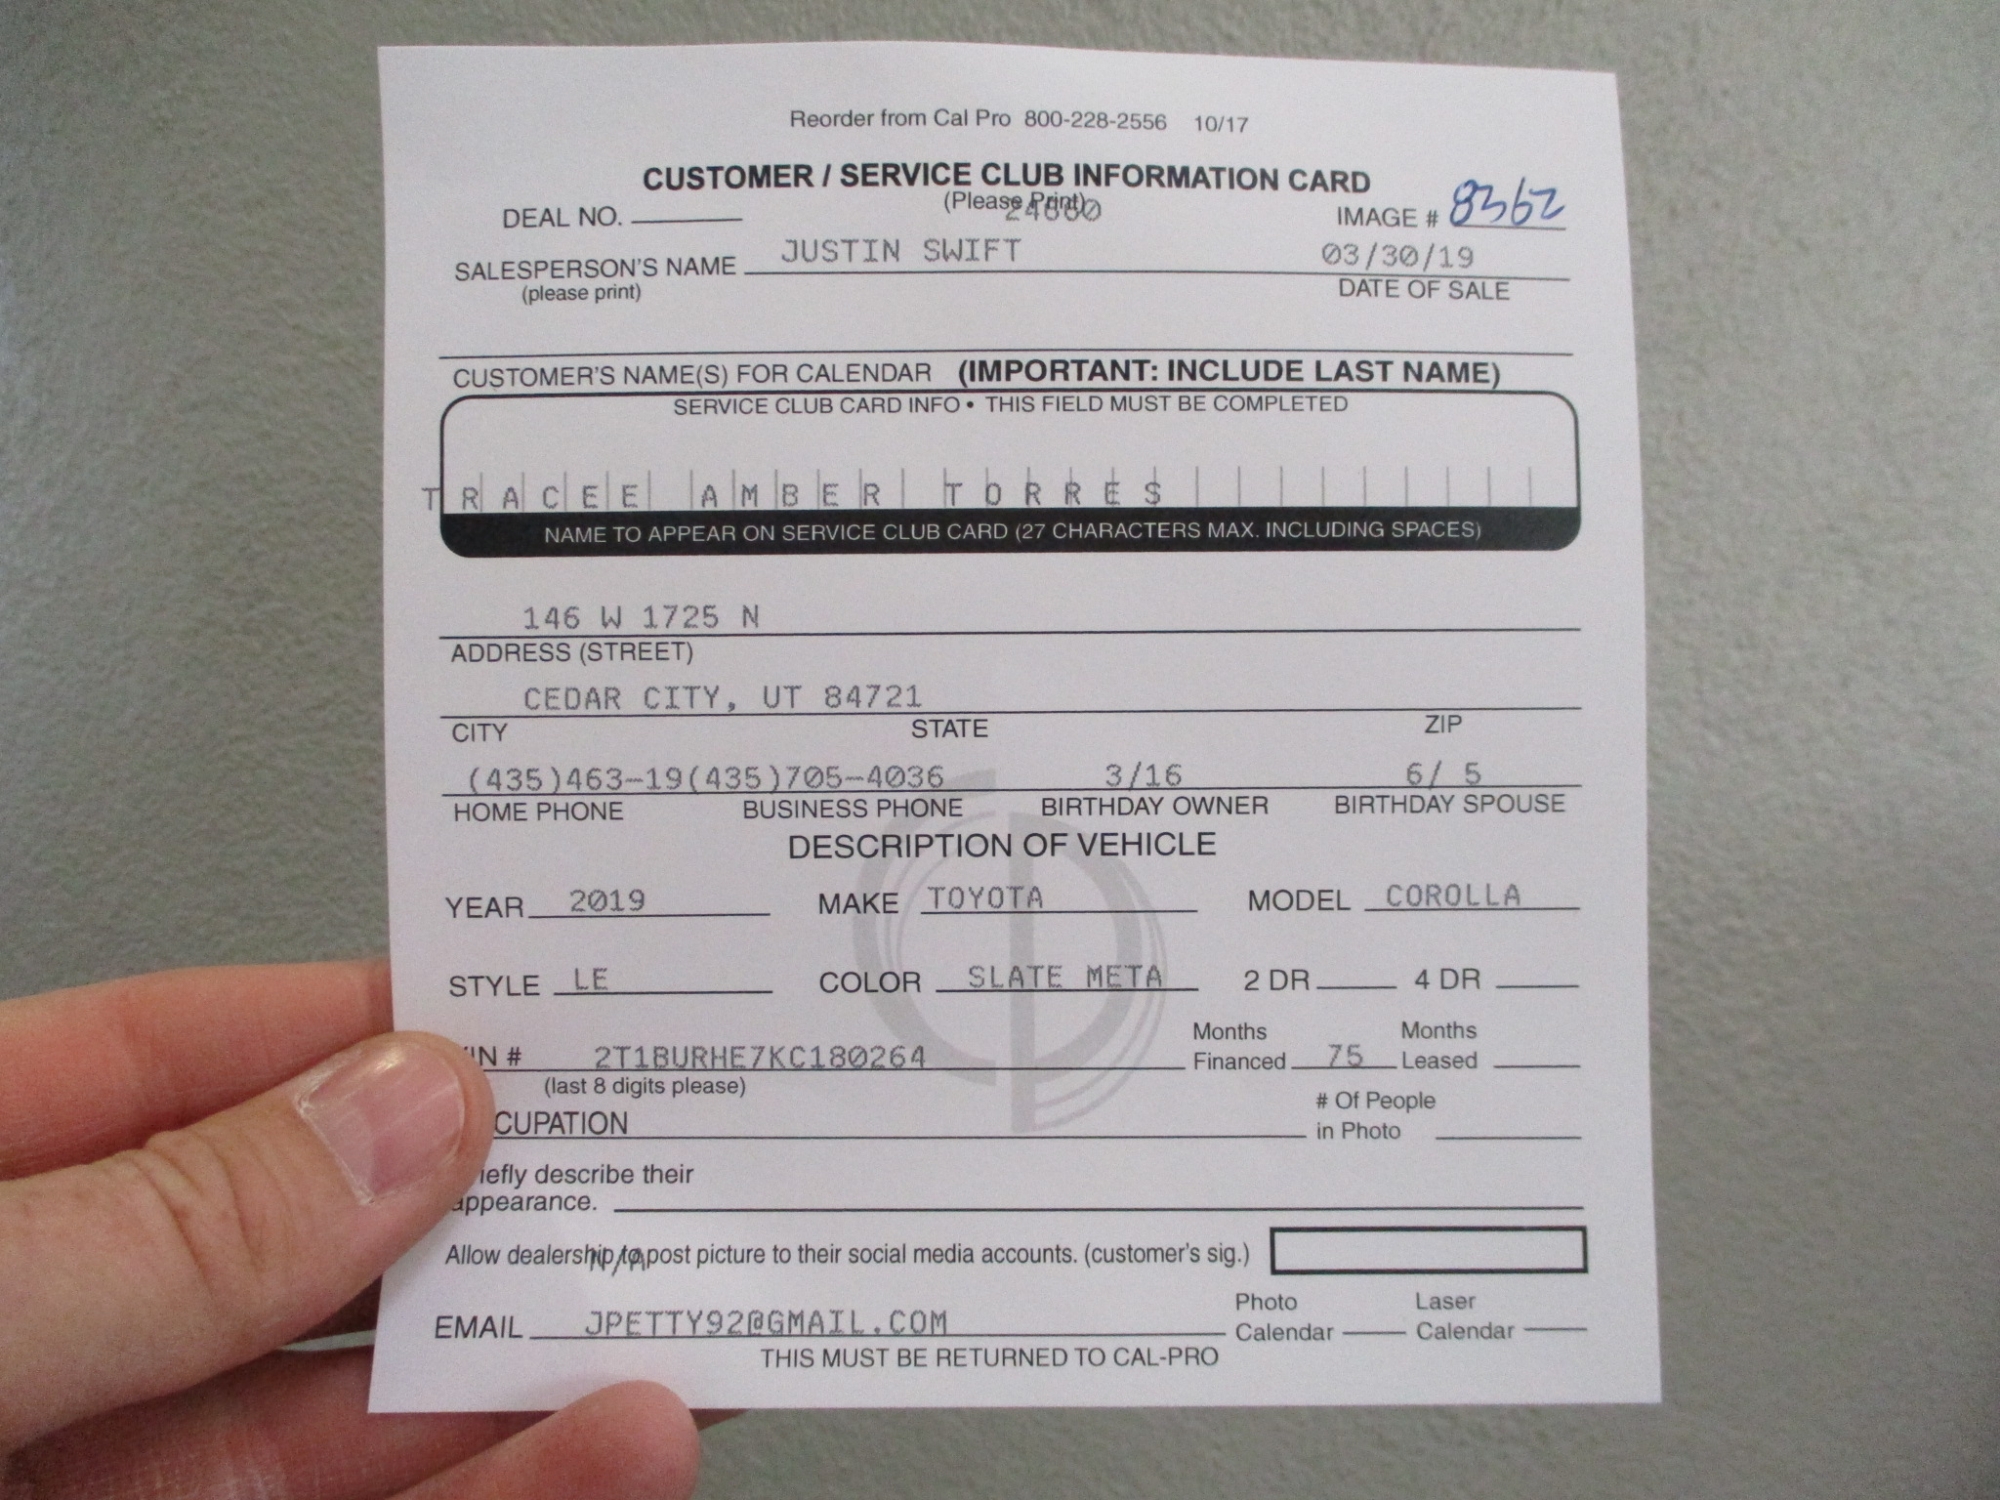 Reorder from Cal Pro 800-228-2556 10/17
CUSTOMER / SERVICE CLUB INFORMATION CARD
(Please Print)
DEAL NO. IMAGE # 8362
JUSTIN SWIFT 03/30/19
SALESPERSON'S NAME DATE OF SALE
(please print)
CUSTOMER'S NAME(S) FOR CALENDAR (IMPORTANT: INCLUDE LAST NAME)
SERVICE CLUB CARD INFO • THIS FIELD MUST BE COMPLETED
TRACEE AMBER TORRES
NAME TO APPEAR ON SERVICE CLUB CARD (27 CHARACTERS MAX. INCLUDING SPACES)
146 W 1725 N
ADDRESS (STREET)
CEDAR CITY, UT 84721
CITY STATE ZIP
(435)463-19(435)705-4036 3/16 6/ 5
HOME PHONE BUSINESS PHONE BIRTHDAY OWNER BIRTHDAY SPOUSE
DESCRIPTION OF VEHICLE
YEAR 2019 MAKE TOYOTA MODEL COROLLA
STYLE LE COLOR SLATE META 2 DR 4 DR
VIN # 2T1BURHE7KC180264 Months Financed 75 Months Leased
(last 8 digits please)
CUPATION # Of People in Photo
iefly describe their
appearance.
Allow dealership to post picture to their social media accounts. (customer's sig.)
N/A
EMAIL JPETTY92@GMAIL.COM Photo Calendar Laser Calendar
THIS MUST BE RETURNED TO CAL-PRO